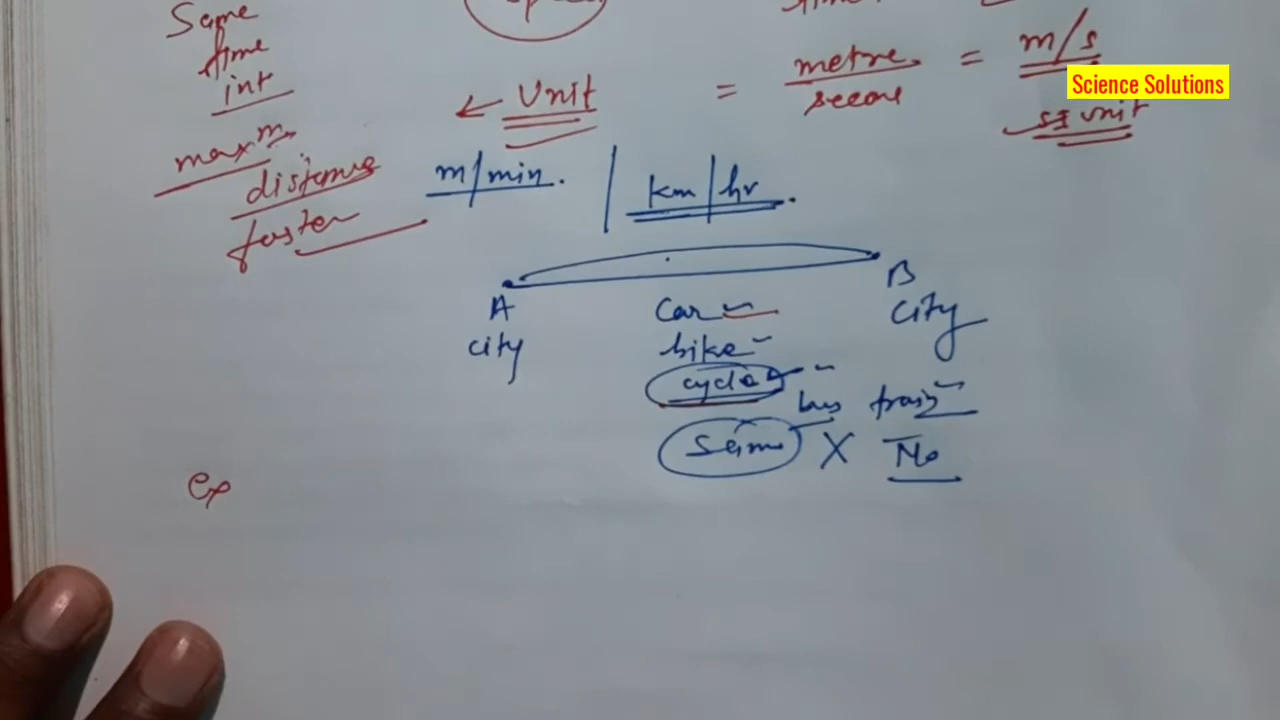 Same
time
int
← Unit = metre / second = m/s
Science Solutions
SI unit
maxm
distance
faster
m/min. | km/hr.
A B
city city
car
bike
cycle
bus train
Same X No
ex